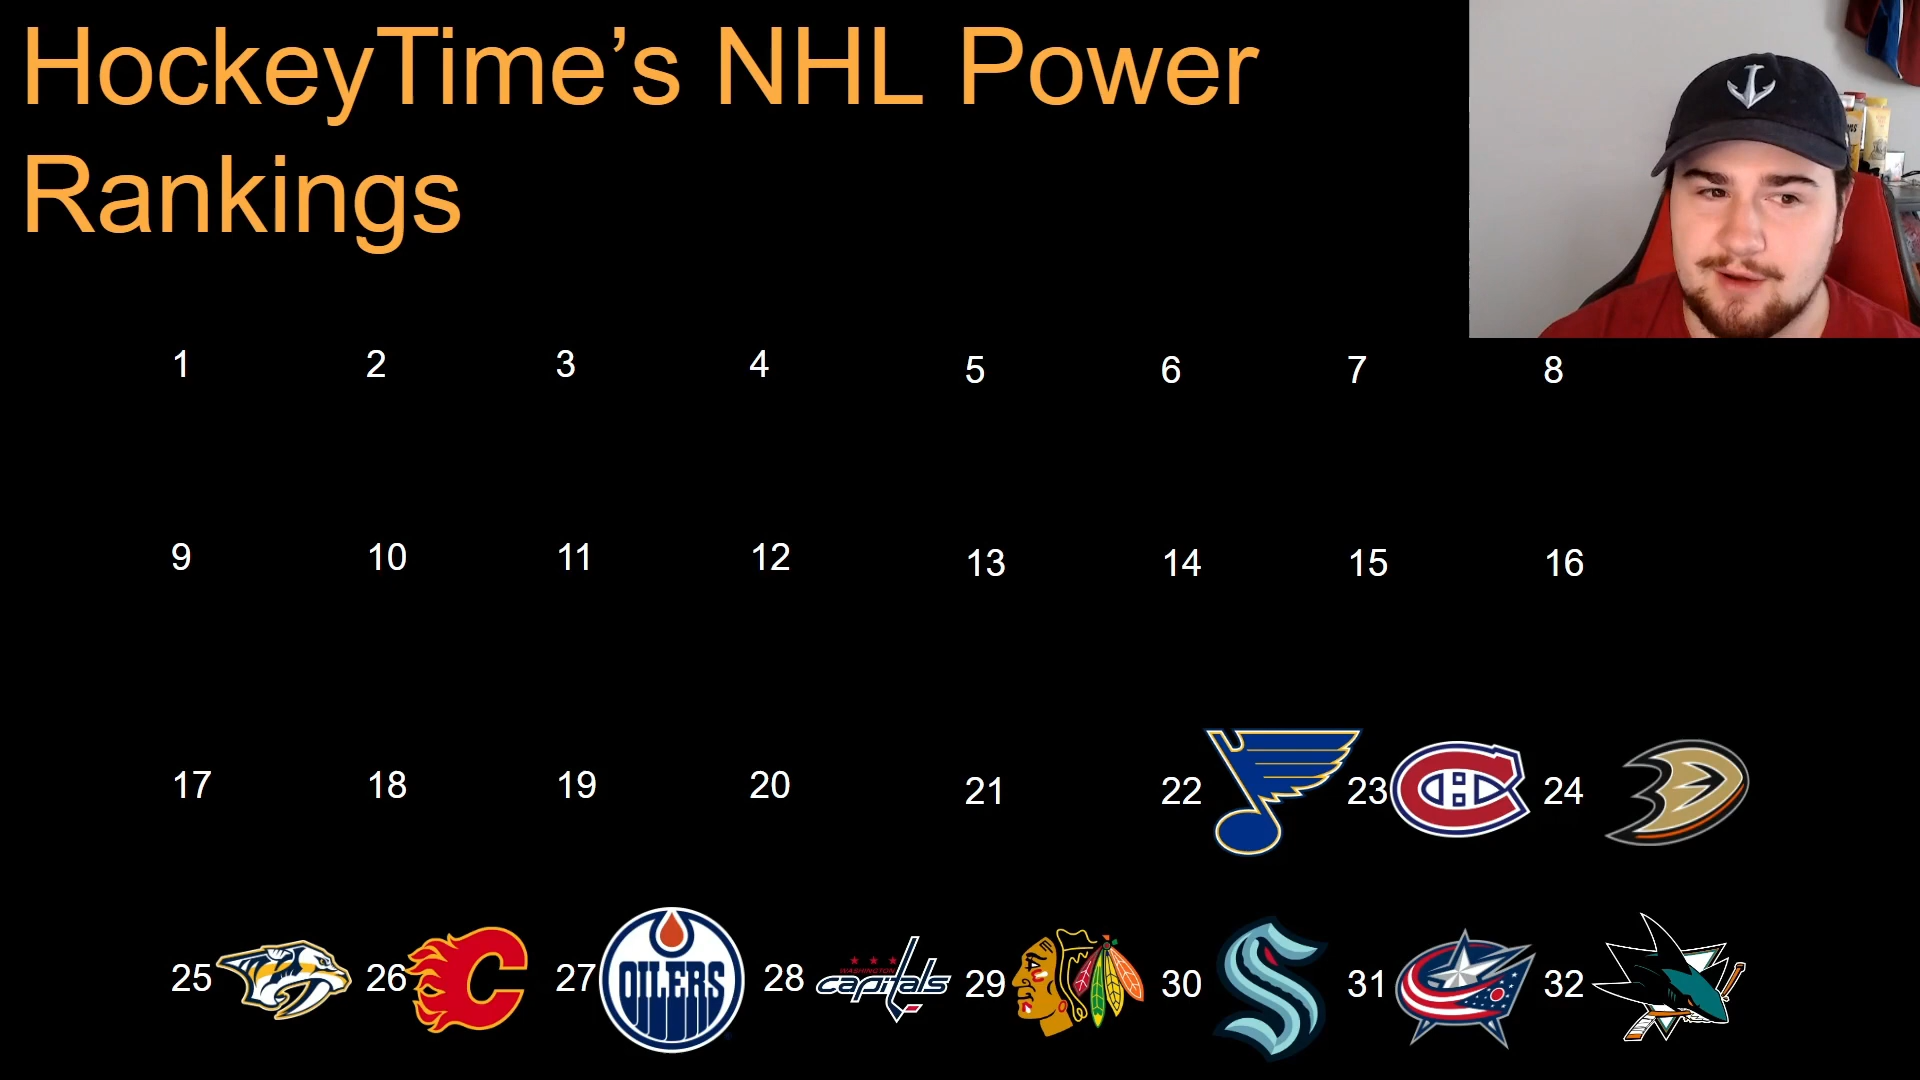 HockeyTime’s NHL Power
Rankings
1 2 3 4 5 6 7 8
9 10 11 12 13 14 15 16
17 18 19 20 21 22 23 24
25 26 27 OILERS 28 WASHINGTON capitals 29 30 31 32